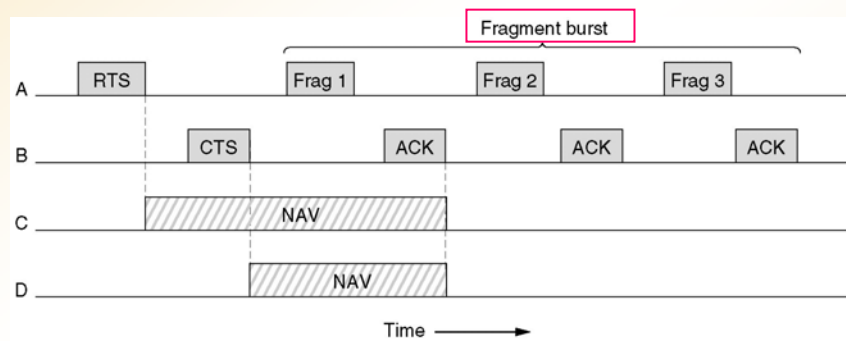 Fragment burst
A RTS Frag 1 Frag 2 Frag 3
B CTS ACK ACK ACK
C NAV
D NAV
Time